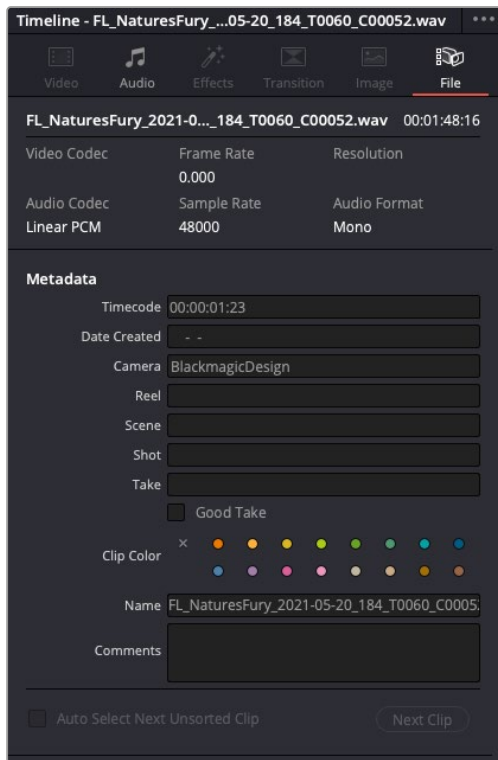 Timeline - FL_NaturesFury_...05-20_184_T0060_C00052.wav
Video Audio Effects Transition Image File
FL_NaturesFury_2021-0..._184_T0060_C00052.wav 00:01:48:16
Video Codec Frame Rate Resolution
0.000
Audio Codec Sample Rate Audio Format
Linear PCM 48000 Mono
Metadata
Timecode 00:00:01:23
Date Created - -
Camera BlackmagicDesign
Reel
Scene
Shot
Take
Good Take
Clip Color
Name FL_NaturesFury_2021-05-20_184_T0060_C0005
Comments
Auto Select Next Unsorted Clip Next Clip